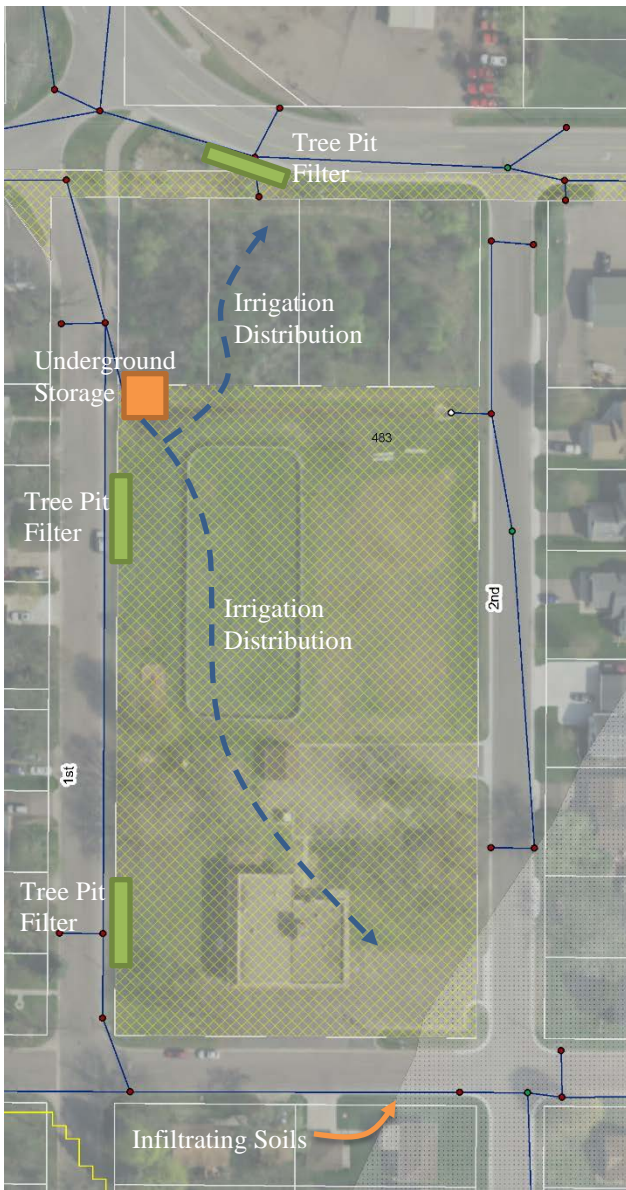 Tree Pit
Filter
Irrigation
Distribution
Underground
Storage
483
Tree Pit
Filter
Irrigation
Distribution
2nd
1st
Tree Pit
Filter
Infiltrating Soils